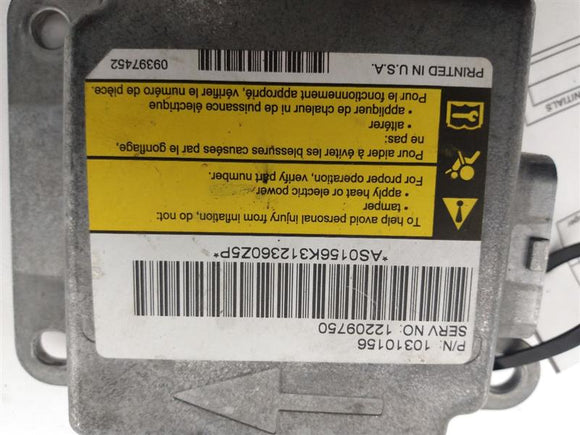 P/N: 10310156
SERV NO: 12209750
*AS0156K312360Z5P*
To help avoid personal injury from inflation, do not:
• tamper
• apply heat or electric power
For proper operation, verify part number.
Pour aider à éviter les blessures causées par le gonflage,
ne pas:
• altérer
• appliquer de chaleur ni de puissance électrique
Pour le fonctionnement approprié, vérifier le numéro de pièce.
PRINTED IN U.S.A.
09397452
INITIALS